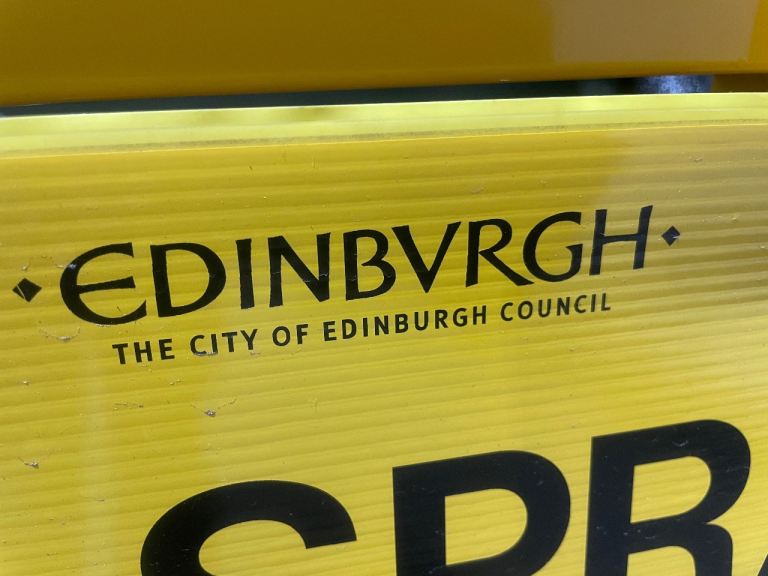 EDINBVRGH
THE CITY OF EDINBURGH COUNCIL